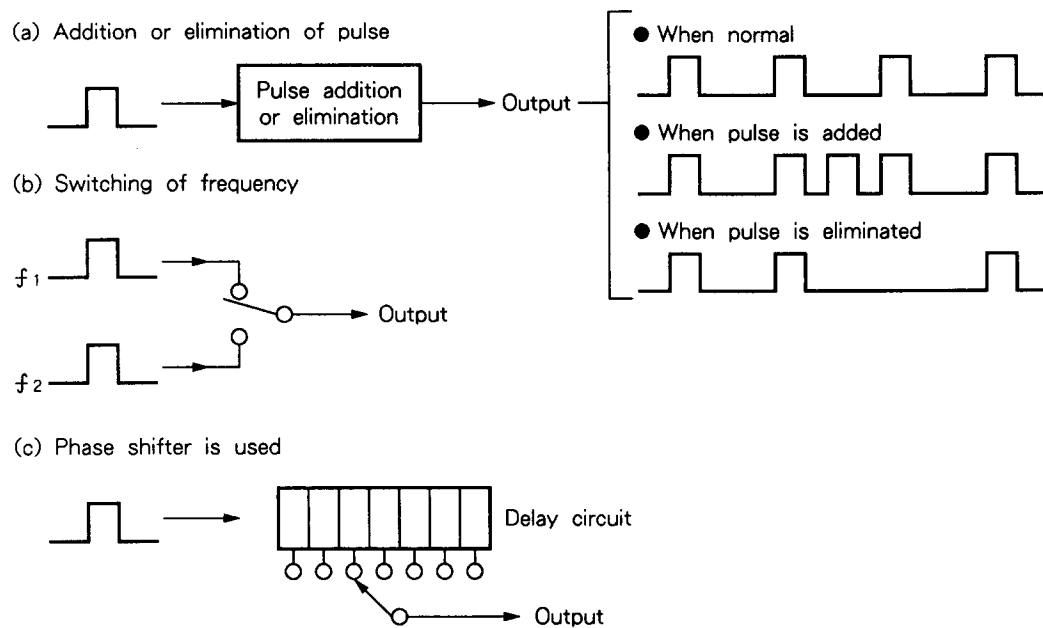 (a) Addition or elimination of pulse
Pulse addition
or elimination
Output
● When normal
● When pulse is added
● When pulse is eliminated
(b) Switching of frequency
f1
f2
Output
(c) Phase shifter is used
Delay circuit
Output